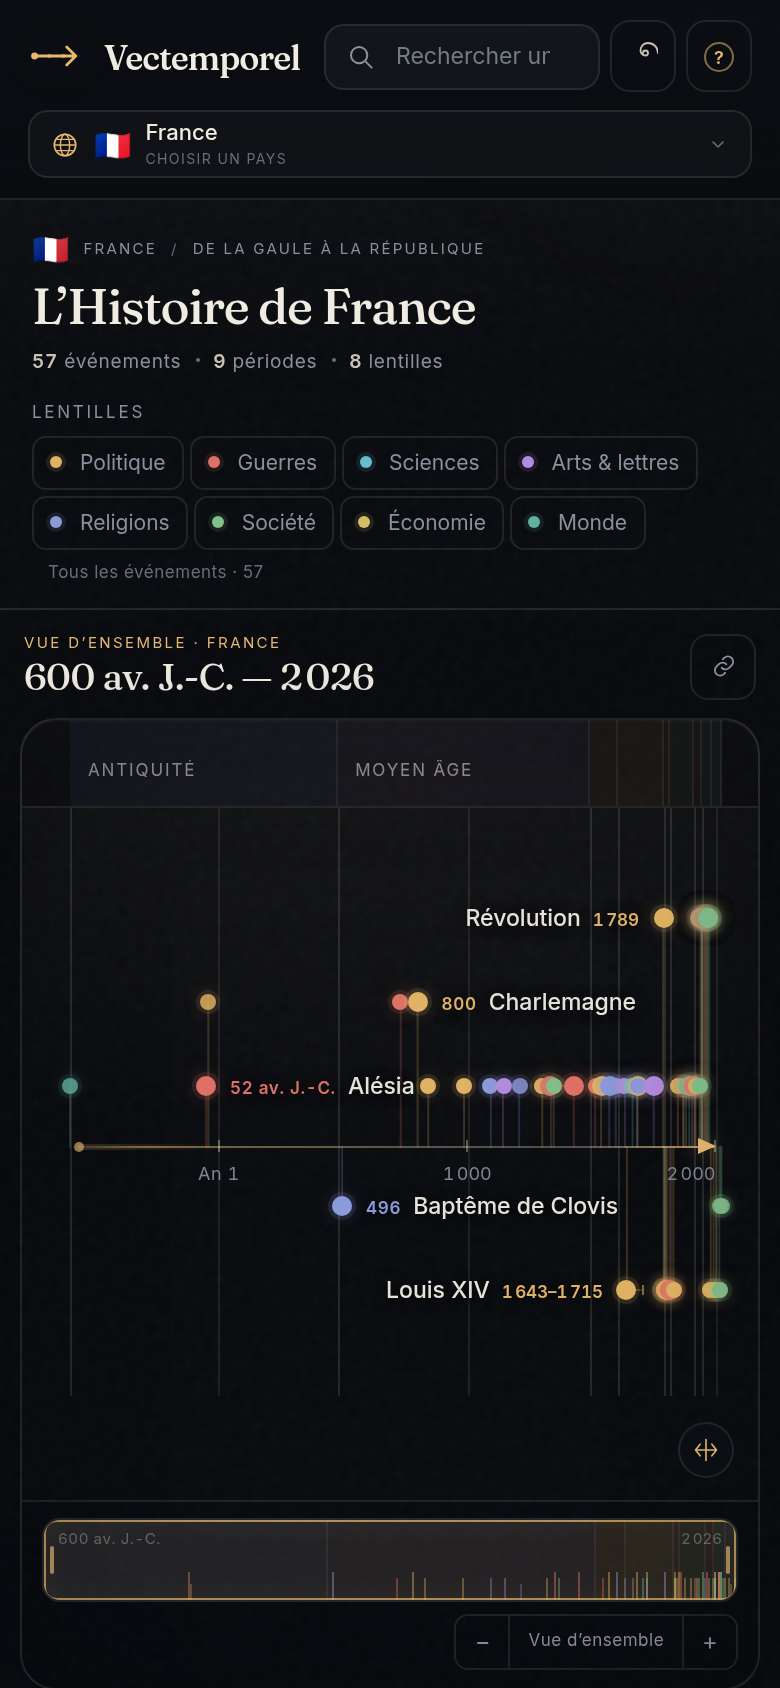 Vectemporel
Rechercher ur
?
France
CHOISIR UN PAYS
FRANCE / DE LA GAULE À LA RÉPUBLIQUE
L’Histoire de France
57 événements · 9 périodes · 8 lentilles
LENTILLES
Politique Guerres Sciences Arts & lettres
Religions Société Économie Monde
Tous les événements · 57
VUE D’ENSEMBLE · FRANCE
600 av. J.-C. — 2026
ANTIQUITÉ MOYEN ÂGE
Révolution 1789
800 Charlemagne
52 av. J.-C. Alésia
An 1 1000 2000
496 Baptême de Clovis
Louis XIV 1643–1715
600 av. J.-C. 2026
− Vue d’ensemble +